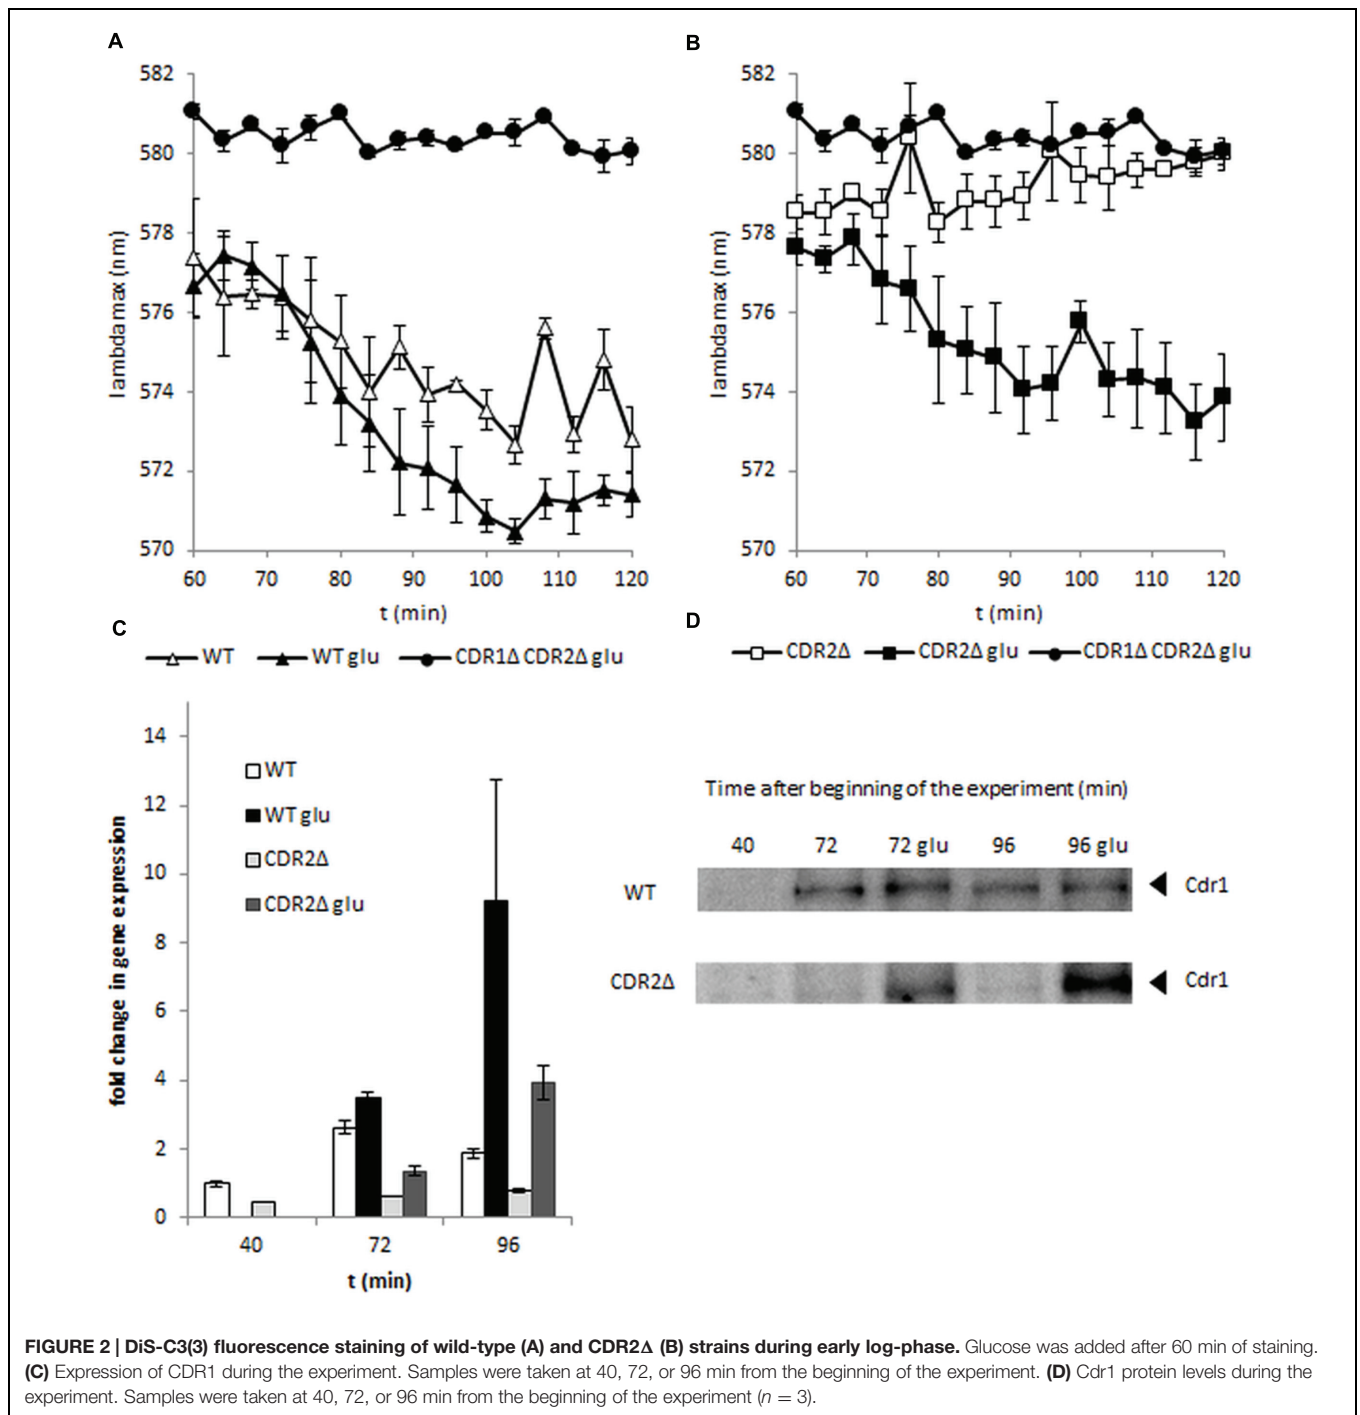 A
582
580
578
576
574
572
570
lambda max (nm)
60 70 80 90 100 110 120
t (min)
WT WT glu CDR1Δ CDR2Δ glu
B
582
580
578
576
574
572
570
lambda max (nm)
60 70 80 90 100 110 120
t (min)
CDR2Δ CDR2Δ glu CDR1Δ CDR2Δ glu
C
14
12
10
8
6
4
2
0
fold change in gene expression
WT
WT glu
CDR2Δ
CDR2Δ glu
40 72 96
t (min)
D
Time after beginning of the experiment (min)
40 72 72 glu 96 96 glu
WT Cdr1
CDR2Δ Cdr1
FIGURE 2 | DiS-C3(3) fluorescence staining of wild-type (A) and CDR2Δ (B) strains during early log-phase. Glucose was added after 60 min of staining.
(C) Expression of CDR1 during the experiment. Samples were taken at 40, 72, or 96 min from the beginning of the experiment. (D) Cdr1 protein levels during the
experiment. Samples were taken at 40, 72, or 96 min from the beginning of the experiment (n = 3).